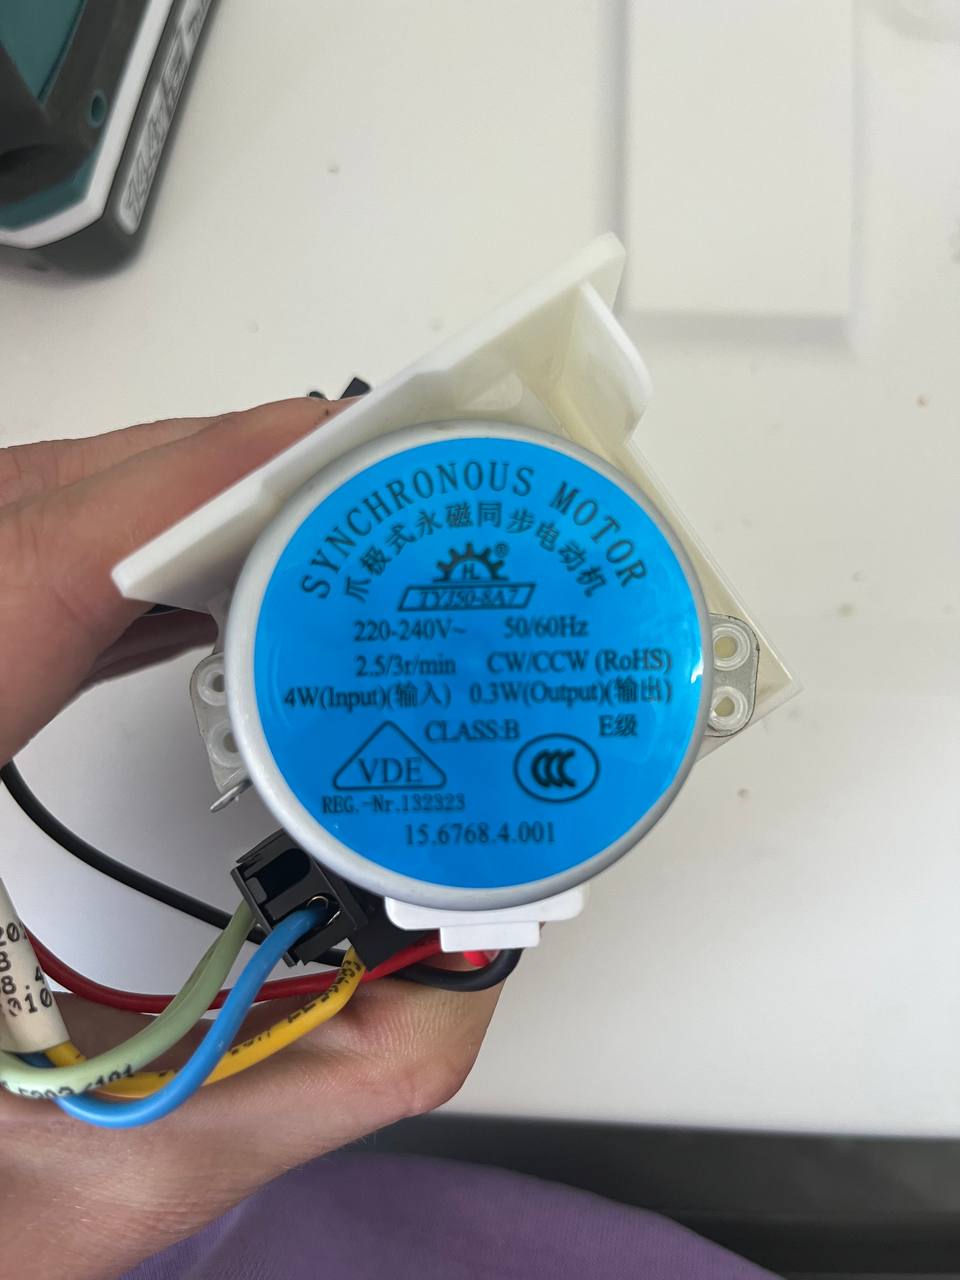 SYNCHRONOUS MOTOR
爪极式永磁同步电动机
®
HL
TYJ50-8A7
220-240V~ 50/60Hz
2.5/3r/min CW/CCW (RoHS)
4W(Input)(输入) 0.3W(Output)(输出)
CLASS:B E级
VDE
CCC
REG.-Nr.132323
15.6768.4.001